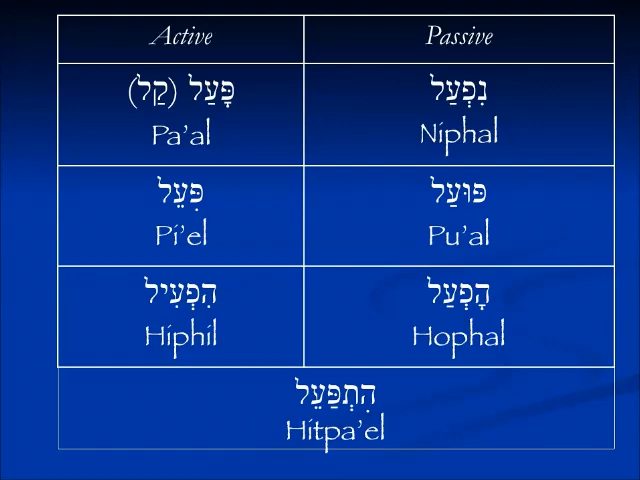 Active
Passive
פָּעַל (קַל)
Pa'al
נִפְעַל
Niphal
פִּעֵל
Pi'el
פּוּעַל
Pu'al
הִפְעִיל
Hiphil
הָפְעַל
Hophal
הִתְפַּעֵל
Hitpa'el